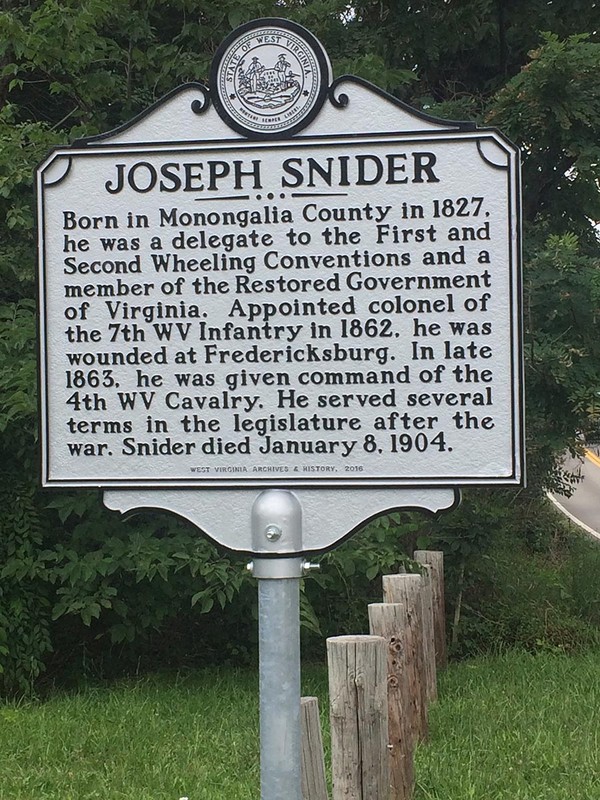 STATE OF WEST VIRGINIA
MONTANI SEMPER LIBERI
JOSEPH SNIDER
Born in Monongalia County in 1827,
he was a delegate to the First and
Second Wheeling Conventions and a
member of the Restored Government
of Virginia. Appointed colonel of
the 7th WV Infantry in 1862, he was
wounded at Fredericksburg. In late
1863, he was given command of the
4th WV Cavalry. He served several
terms in the legislature after the
war. Snider died January 8, 1904.
WEST VIRGINIA ARCHIVES & HISTORY, 2016